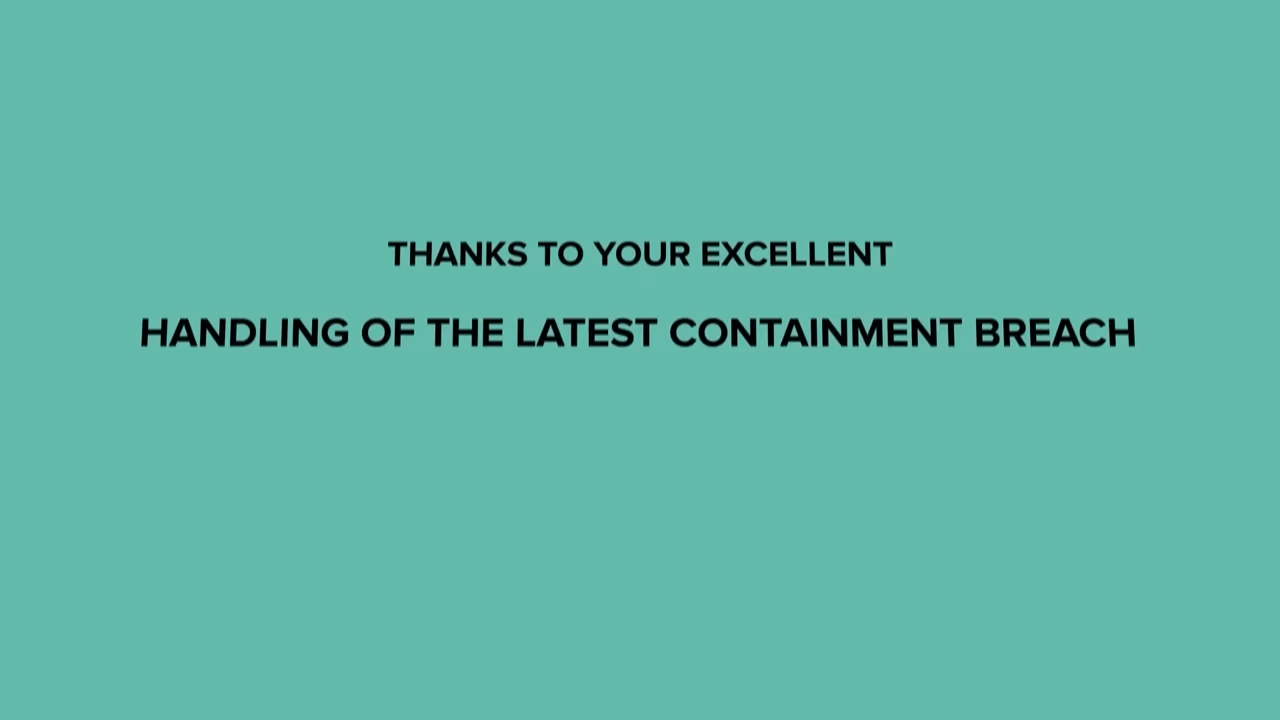 THANKS TO YOUR EXCELLENT
HANDLING OF THE LATEST CONTAINMENT BREACH